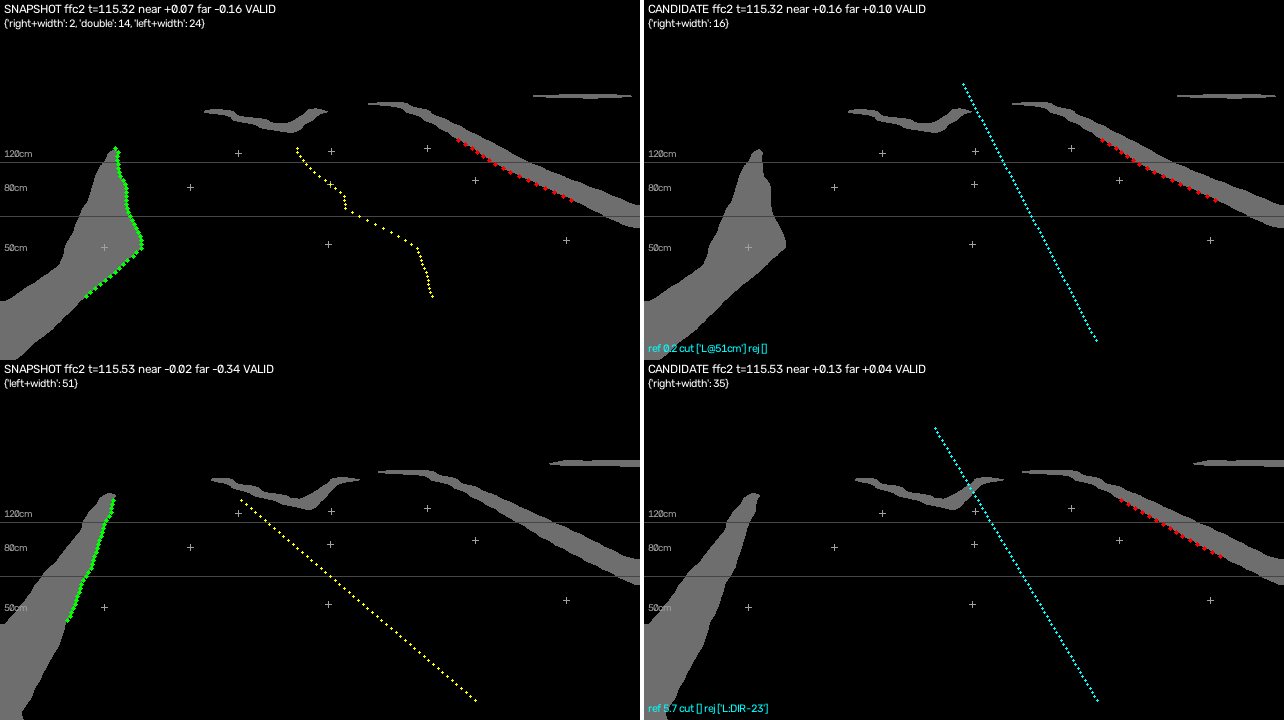 SNAPSHOT ffc2 t=115.32 near +0.07 far -0.16 VALID
{'right+width': 2, 'double': 14, 'left+width': 24}
120cm
80cm
50cm
CANDIDATE ffc2 t=115.32 near +0.16 far +0.10 VALID
{'right+width': 16}
120cm
80cm
50cm
ref 0.2 cut ['L@51cm'] rej []
SNAPSHOT ffc2 t=115.53 near -0.02 far -0.34 VALID
{'left+width': 51}
120cm
80cm
50cm
CANDIDATE ffc2 t=115.53 near +0.13 far +0.04 VALID
{'right+width': 35}
120cm
80cm
50cm
ref 5.7 cut [] rej ['L:DIR-23']